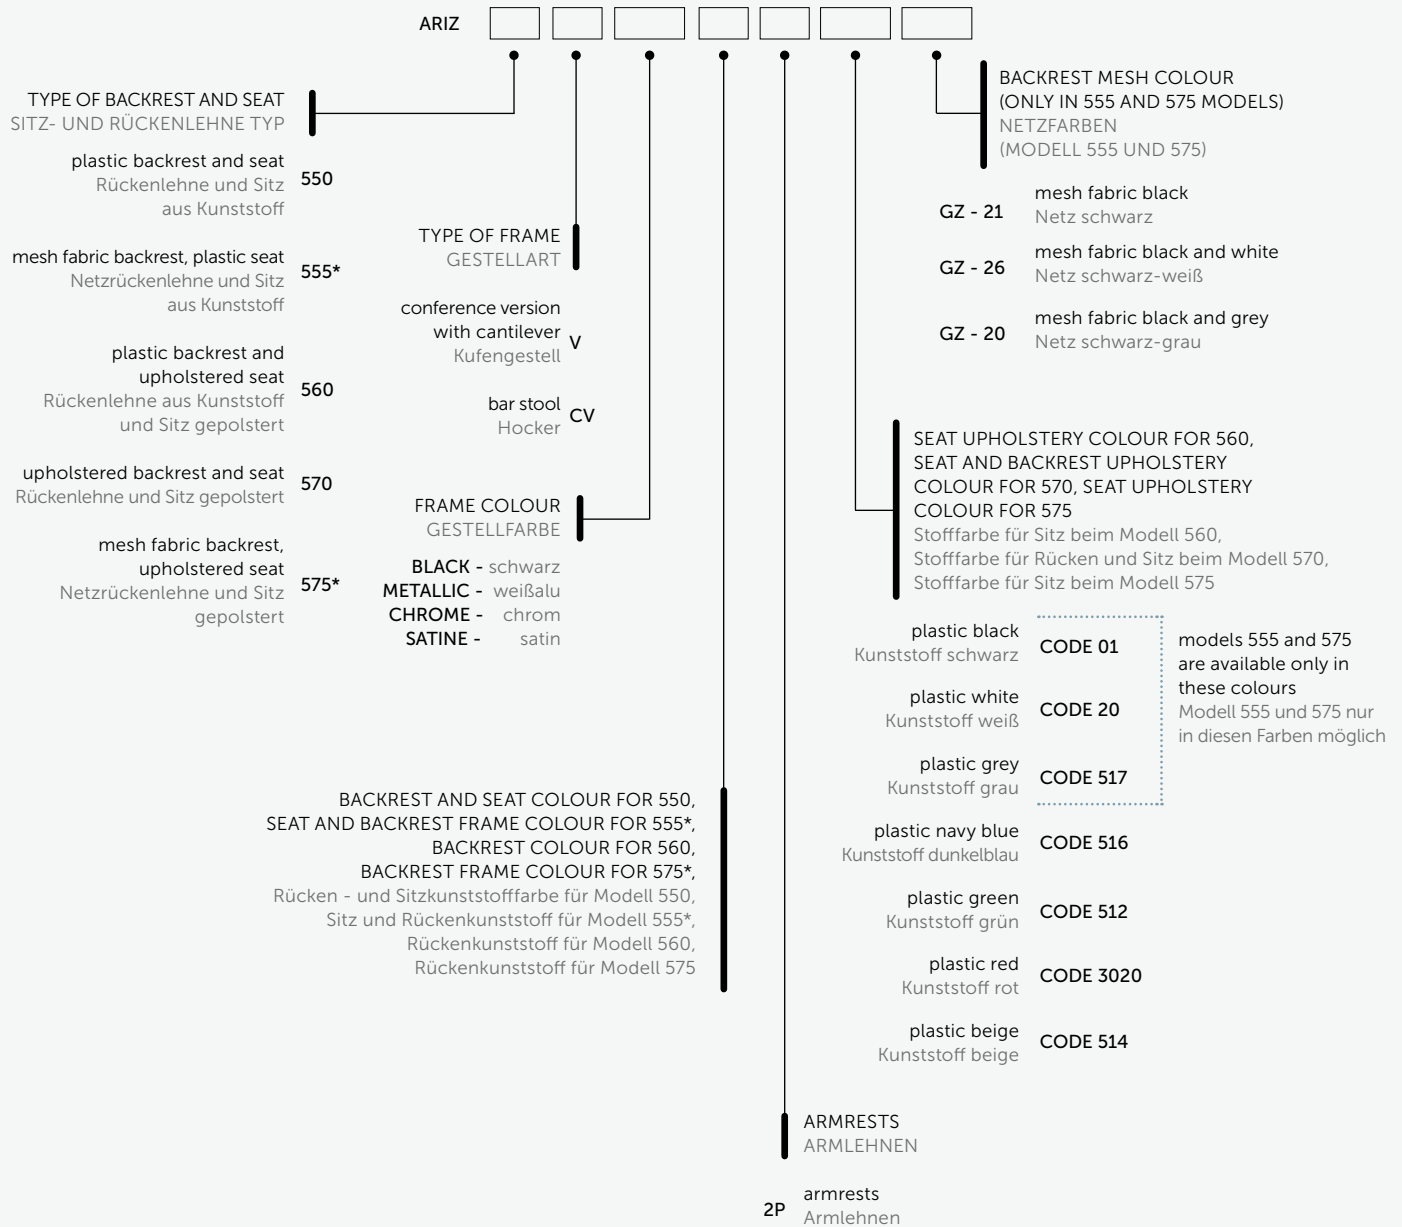 ARIZ
TYPE OF BACKREST AND SEAT
SITZ- UND RÜCKENLEHNE TYP
plastic backrest and seat
Rückenlehne und Sitz
aus Kunststoff
550
mesh fabric backrest, plastic seat
Netzrückenlehne und Sitz
aus Kunststoff
555*
plastic backrest and
upholstered seat
Rückenlehne aus Kunststoff
und Sitz gepolstert
560
upholstered backrest and seat
Rückenlehne und Sitz gepolstert
570
mesh fabric backrest,
upholstered seat
Netzrückenlehne und Sitz
gepolstert
575*
TYPE OF FRAME
GESTELLART
conference version
with cantilever
Kufengestell
V
bar stool
Hocker
CV
FRAME COLOUR
GESTELLFARBE
BLACK - schwarz
METALLIC - weißalu
CHROME - chrom
SATINE - satin
BACKREST AND SEAT COLOUR FOR 550,
SEAT AND BACKREST FRAME COLOUR FOR 555*,
BACKREST COLOUR FOR 560,
BACKREST FRAME COLOUR FOR 575*,
Rücken - und Sitzkunststofffarbe für Modell 550,
Sitz und Rückenkunststoff für Modell 555*,
Rückenkunststoff für Modell 560,
Rückenkunststoff für Modell 575
BACKREST MESH COLOUR
(ONLY IN 555 AND 575 MODELS)
NETZFARBEN
(MODELL 555 UND 575)
GZ - 21
mesh fabric black
Netz schwarz
GZ - 26
mesh fabric black and white
Netz schwarz-weiß
GZ - 20
mesh fabric black and grey
Netz schwarz-grau
SEAT UPHOLSTERY COLOUR FOR 560,
SEAT AND BACKREST UPHOLSTERY
COLOUR FOR 570, SEAT UPHOLSTERY
COLOUR FOR 575
Stofffarbe für Sitz beim Modell 560,
Stofffarbe für Rücken und Sitz beim Modell 570,
Stofffarbe für Sitz beim Modell 575
plastic black
Kunststoff schwarz
CODE 01
plastic white
Kunststoff weiß
CODE 20
plastic grey
Kunststoff grau
CODE 517
models 555 and 575
are available only in
these colours
Modell 555 und 575 nur
in diesen Farben möglich
plastic navy blue
Kunststoff dunkelblau
CODE 516
plastic green
Kunststoff grün
CODE 512
plastic red
Kunststoff rot
CODE 3020
plastic beige
Kunststoff beige
CODE 514
ARMRESTS
ARMLEHNEN
2P
armrests
Armlehnen